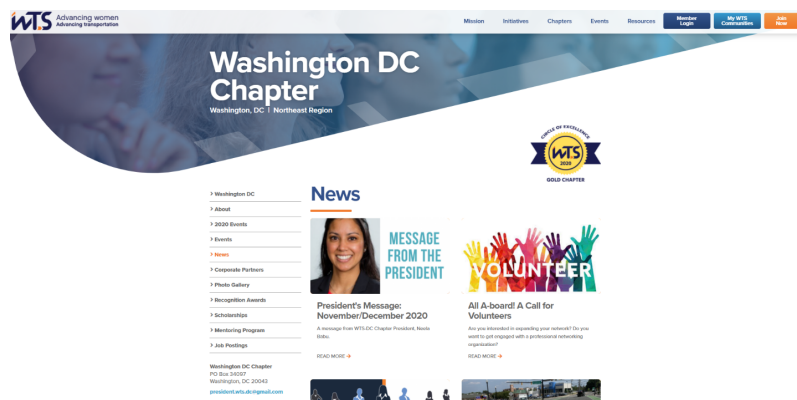 WTS Advancing women
Advancing transportation
Mission
Initiatives
Chapters
Events
Resources
Member
Login
My WTS
Communities
Join
Now
Washington DC
Chapter
Washington, DC | Northeast Region
CIRCLE OF EXCELLENCE
WTS
2020
GOLD CHAPTER
> Washington DC
> About
> 2020 Events
> Events
> News
> Corporate Partners
> Photo Gallery
> Recognition Awards
> Scholarships
> Mentoring Program
> Job Postings
Washington DC Chapter
PO Box 34097
Washington, DC 20043
president.wts.dc@gmail.com
News
MESSAGE
FROM THE
PRESIDENT
President's Message:
November/December 2020
A message from WTS-DC Chapter President, Neela
Babu.
READ MORE →
VOLUNTEER
All A-board! A Call for
Volunteers
Are you interested in expanding your network? Do you
want to get engaged with a professional networking
organization?
READ MORE →